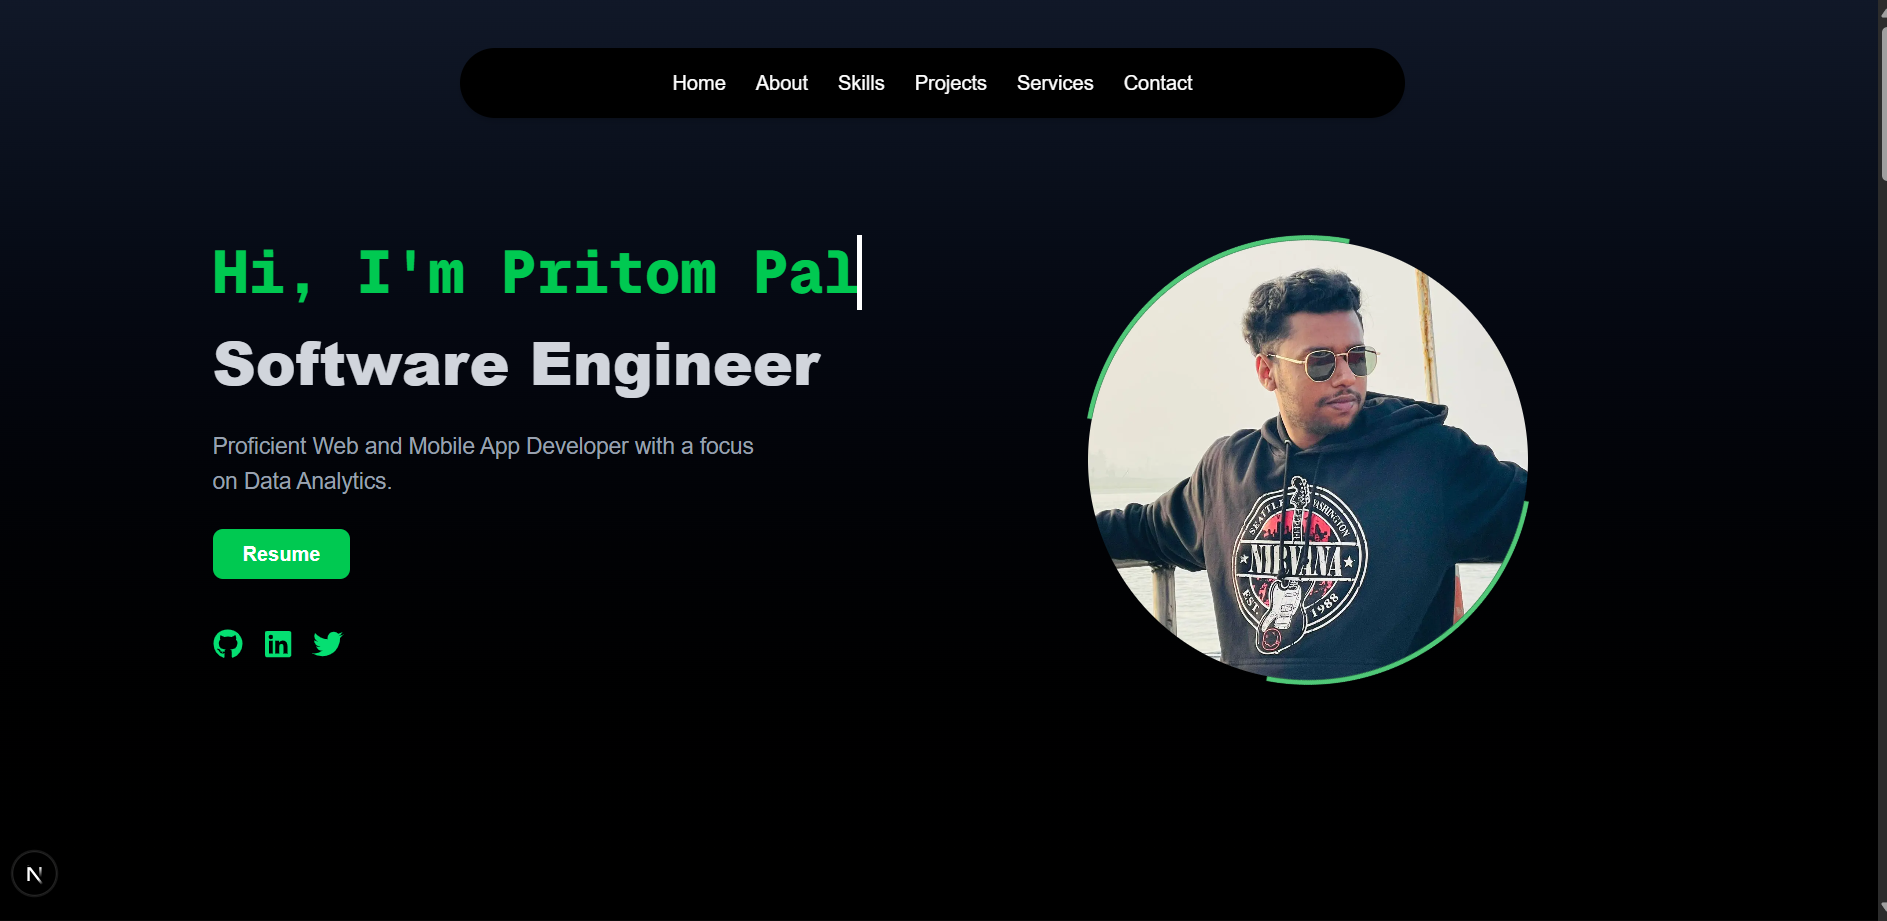 Home About Skills Projects Services Contact
Hi, I'm Pritom Pal
Software Engineer
Proficient Web and Mobile App Developer with a focus
on Data Analytics.
Resume
in
SEATTLE WASHINGTON
NIRVANA
EST. 1988
N